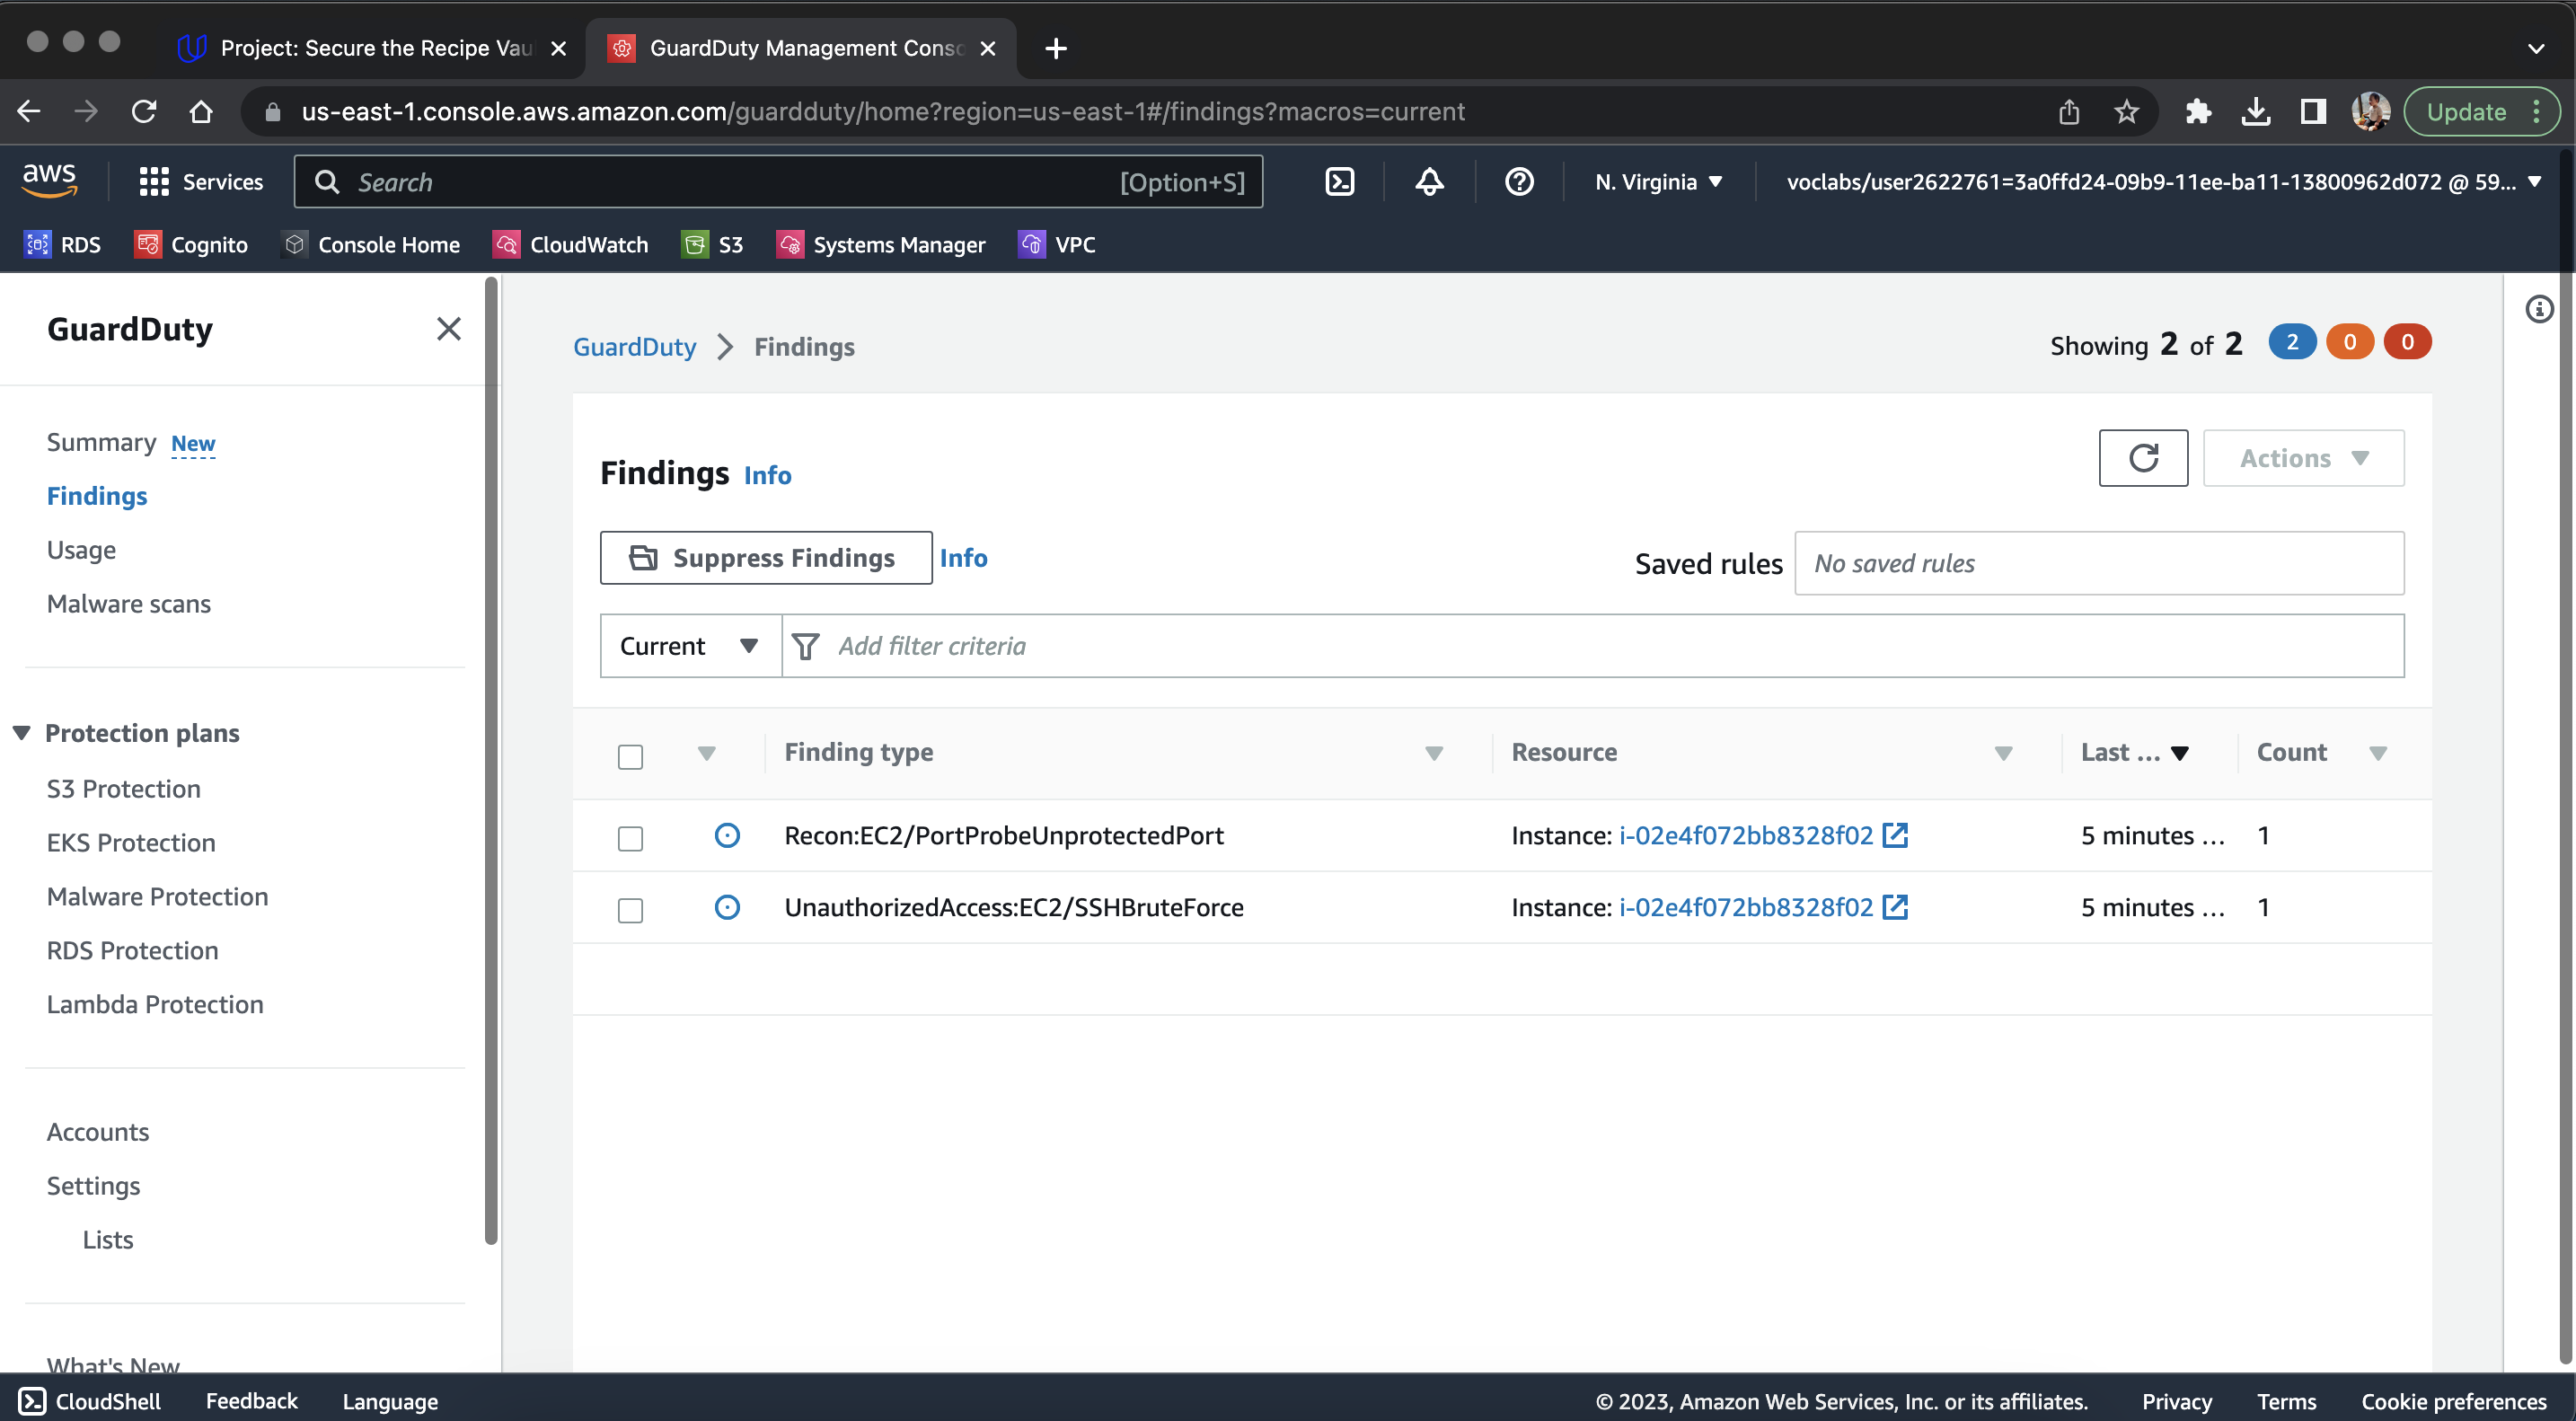 Project: Secure the Recipe Vau
GuardDuty Management Conso
us-east-1.console.aws.amazon.com/guardduty/home?region=us-east-1#/findings?macros=current
Update
aws
Services
Search
[Option+S]
N. Virginia
voclabs/user2622761=3a0ffd24-09b9-11ee-ba11-13800962d072 @ 59...
RDS
Cognito
Console Home
CloudWatch
S3
Systems Manager
VPC
GuardDuty
Summary New
Findings
Usage
Malware scans
Protection plans
S3 Protection
EKS Protection
Malware Protection
RDS Protection
Lambda Protection
Accounts
Settings
Lists
What's New
GuardDuty > Findings
Showing 2 of 2 2 0 0
Findings Info
Actions
Suppress Findings Info
Saved rules No saved rules
Current Add filter criteria
Finding type Resource Last ... Count
Recon:EC2/PortProbeUnprotectedPort Instance: i-02e4f072bb8328f02 5 minutes ... 1
UnauthorizedAccess:EC2/SSHBruteForce Instance: i-02e4f072bb8328f02 5 minutes ... 1
CloudShell Feedback Language © 2023, Amazon Web Services, Inc. or its affiliates. Privacy Terms Cookie preferences